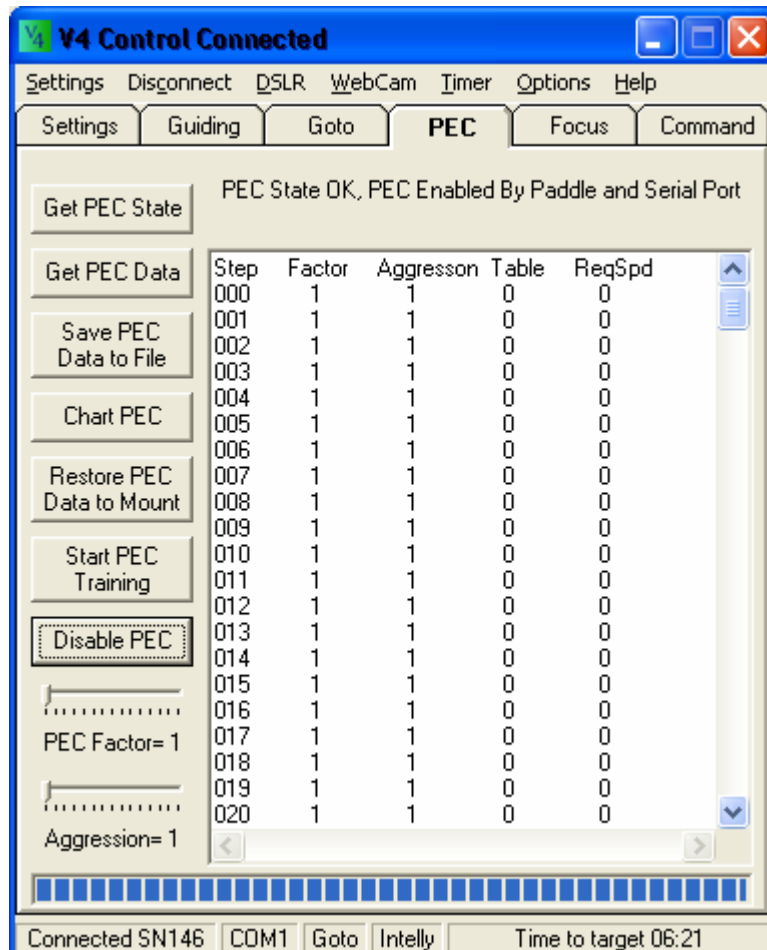 V4 V4 Control Connected
Settings Disconnect DSLR WebCam Timer Options Help
Settings Guiding Goto PEC Focus Command
Get PEC State
PEC State OK, PEC Enabled By Paddle and Serial Port
Get PEC Data
Save PEC
Data to File
Chart PEC
Restore PEC
Data to Mount
Start PEC
Training
Disable PEC
PEC Factor= 1
Aggression= 1
Step Factor Aggresson Table ReqSpd
000 1 1 0 0
001 1 1 0 0
002 1 1 0 0
003 1 1 0 0
004 1 1 0 0
005 1 1 0 0
006 1 1 0 0
007 1 1 0 0
008 1 1 0 0
009 1 1 0 0
010 1 1 0 0
011 1 1 0 0
012 1 1 0 0
013 1 1 0 0
014 1 1 0 0
015 1 1 0 0
016 1 1 0 0
017 1 1 0 0
018 1 1 0 0
019 1 1 0 0
020 1 1 0 0
Connected SN146 COM1 Goto Intelly Time to target 06:21